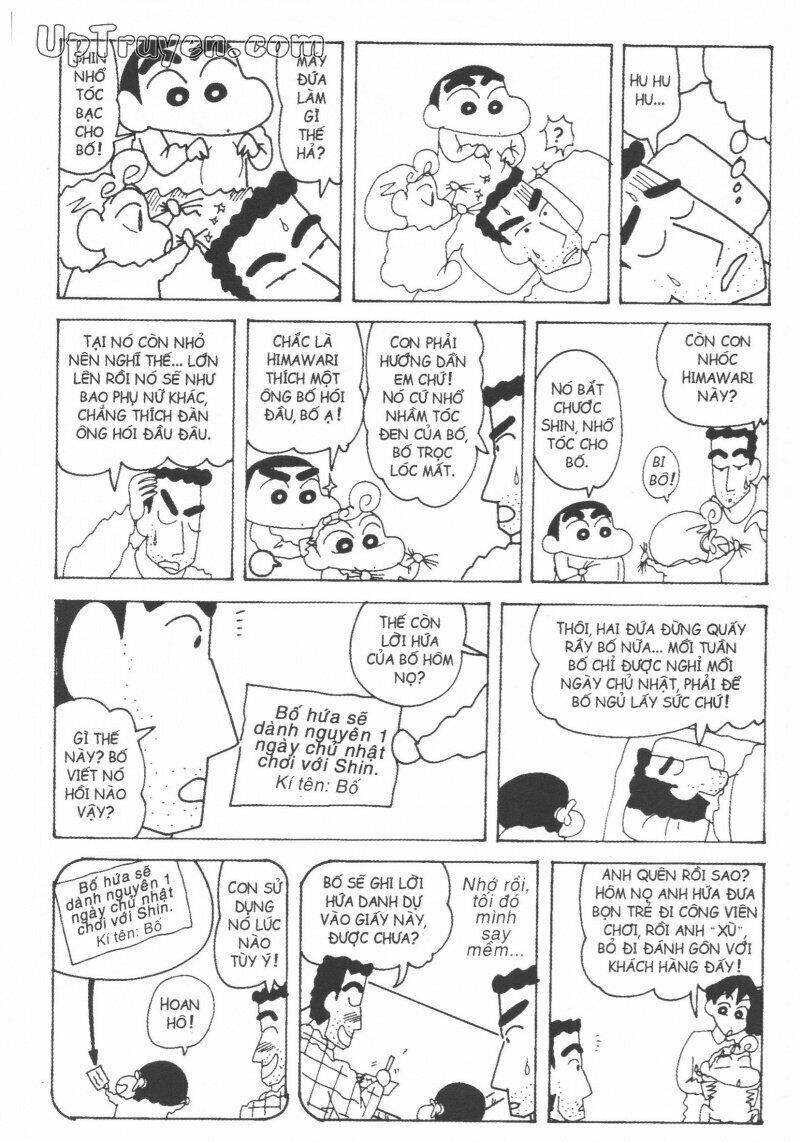 UpTruyen.com
HU HU
HU...
?
MẤY
ĐỨA
LÀM
GÌ
THẾ
HẢ?
SHIN
NHỔ
TÓC
BẠC
CHO
BỐ!
CÒN CON
NHÓC
HIMAWARI
NÀY?
BI
BÔ!
NÓ BẮT
CHƯỚC
SHIN, NHỔ
TÓC CHO
BỐ.
CON PHẢI
HƯỚNG DẪN
EM CHỨ!
NÓ CỨ NHỔ
NHẦM TÓC
ĐEN CỦA BỐ,
BỐ TRỌC
LÓC MẤT.
CHẮC LÀ
HIMAWARI
THÍCH MỘT
ÔNG BỐ HÓI
ĐẦU, BỐ Ạ!
TẠI NÓ CÒN NHỎ
NÊN NGHĨ THẾ... LỚN
LÊN RỒI NÓ SẼ NHƯ
BAO PHỤ NỮ KHÁC,
CHẲNG THÍCH ĐÀN
ÔNG HÓI ĐẦU ĐÂU.
THÔI, HAI ĐỨA ĐỪNG QUẤY
RẦY BỐ NỮA... MỖI TUẦN
BỐ CHỈ ĐƯỢC NGHỈ MỖI
NGÀY CHỦ NHẬT, PHẢI ĐỂ
BỐ NGỦ LẤY SỨC CHỨ!
THẾ CÒN
LỜI HỨA
CỦA BỐ HÔM
NỌ?
Bố hứa sẽ
dành nguyên 1
ngày chủ nhật
chơi với Shin.
Kí tên: Bố
GÌ THẾ
NÀY? BỐ
VIẾT NÓ
HỒI NÀO
VẬY?
ANH QUÊN RỒI SAO?
HÔM NỌ ANH HỨA ĐƯA
BỌN TRẺ ĐI CÔNG VIÊN
CHƠI, RỒI ANH "XÙ",
BỎ ĐI ĐÁNH GÔN VỚI
KHÁCH HÀNG ĐẤY!
Nhớ rồi,
tối đó
mình
say
mèm...
BỐ SẼ GHI LỜI
HỨA DANH DỰ
VÀO GIẤY NÀY,
ĐƯỢC CHƯA?
CON SỬ
DỤNG
NÓ LÚC
NÀO
TÙY Ý!
Bố hứa sẽ
dành nguyên 1
ngày chủ nhật
chơi với Shin.
Kí tên: Bố
HOAN
HÔ!